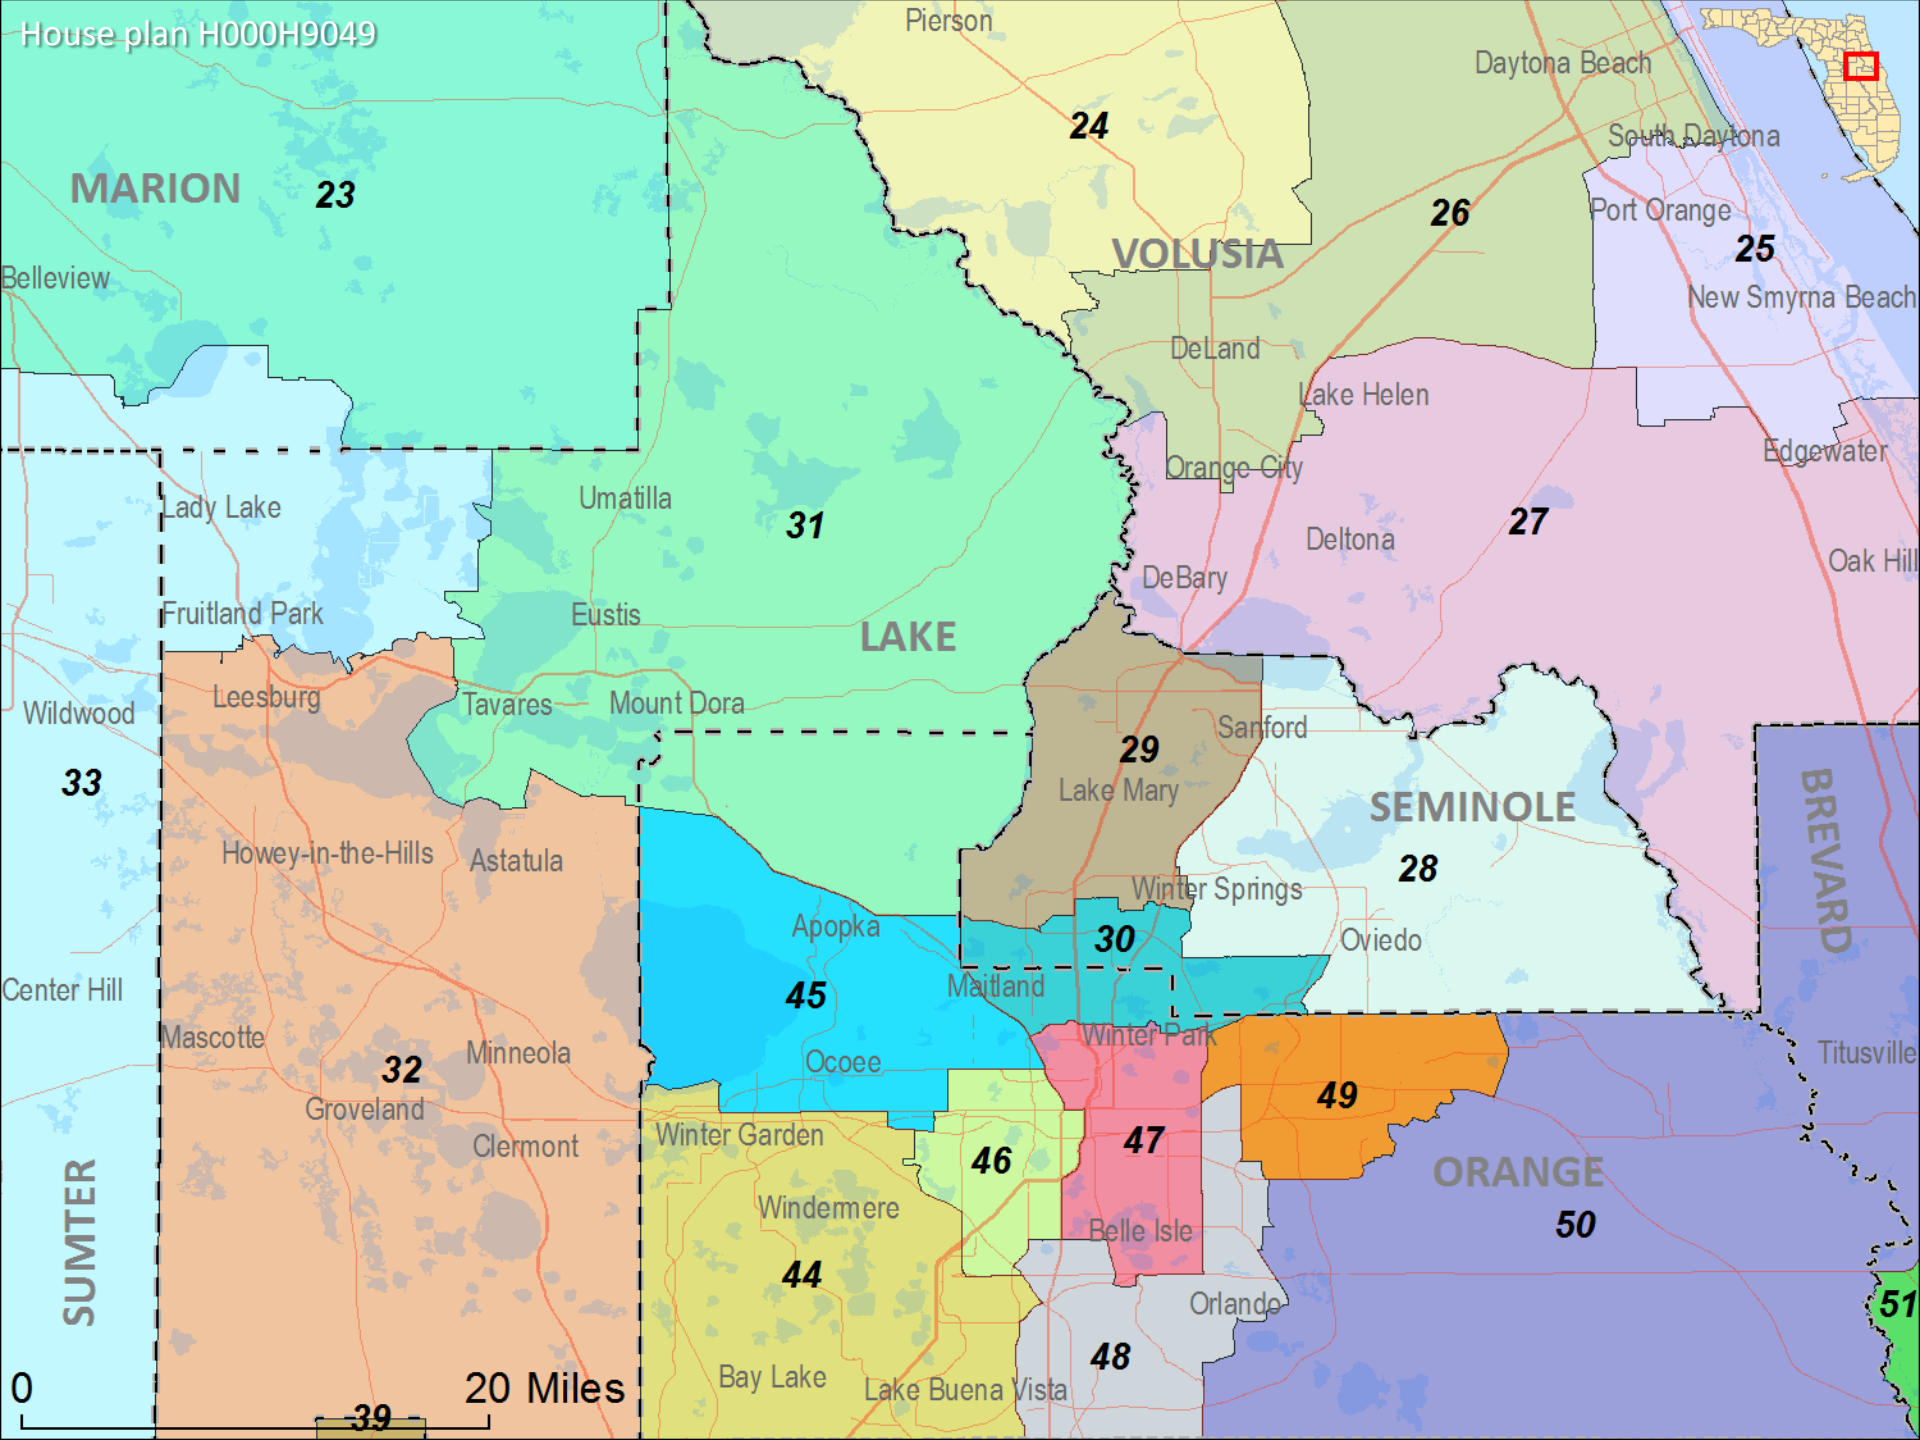 House plan H000H9049
Pierson
Daytona Beach
24
South Daytona
MARION
23
26
Port Orange
25
VOLUSIA
Belleview
New Smyrna Beach
DeLand
Lake Helen
Edgewater
Orange City
Lady Lake
Umatilla
31
27
Deltona
Oak Hill
DeBary
Fruitland Park
Eustis
LAKE
Leesburg
Tavares
Mount Dora
Wildwood
Sanford
29
33
Lake Mary
SEMINOLE
BREVARD
Howey-in-the-Hills
Astatula
28
Winter Springs
Apopka
30
Oviedo
Center Hill
45
Maitland
Mascotte
Winter Park
Minneola
Ocoee
Titusville
32
49
Groveland
Winter Garden
47
Clermont
46
ORANGE
SUMTER
Windermere
Belle Isle
50
44
Orlando
51
48
Bay Lake
Lake Buena Vista
0
20 Miles
39